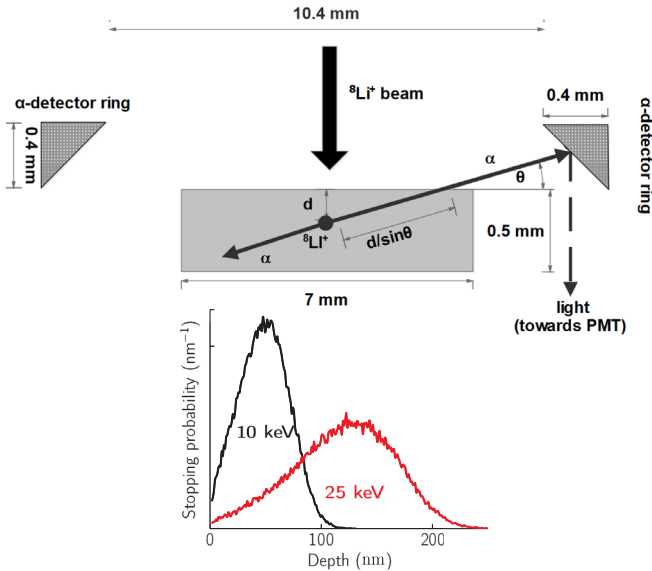 10.4 mm
α-detector ring
⁸Li⁺ beam
0.4 mm
α-detector ring
0.4 mm
α
θ
d
⁸LI⁺
d/sinθ
α
0.5 mm
7 mm
light
(towards PMT)
Stopping probability (nm⁻¹)
10 keV
25 keV
0
100
200
Depth (nm)